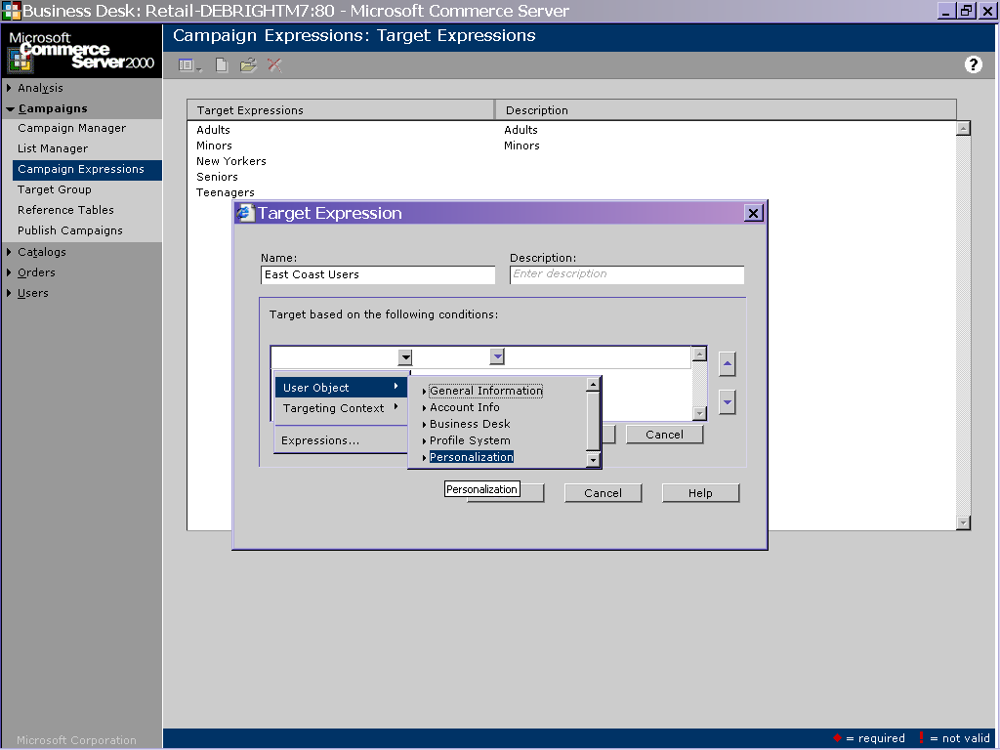 Business Desk: Retail-DEBRIGHTM7:80 - Microsoft Commerce Server
Microsoft Commerce Server2000
Campaign Expressions: Target Expressions
?
Analysis
Campaigns
Campaign Manager
List Manager
Campaign Expressions
Target Group
Reference Tables
Publish Campaigns
Catalogs
Orders
Users
Target Expressions Description
Adults Adults
Minors Minors
New Yorkers
Seniors
Teenagers
Target Expression
Name: Description:
East Coast Users Enter description
Target based on the following conditions:
User Object
Targeting Context
Expressions...
General Information
Account Info
Business Desk
Profile System
Personalization
Cancel
Personalization
Cancel Help
Microsoft Corporation
= required = not valid